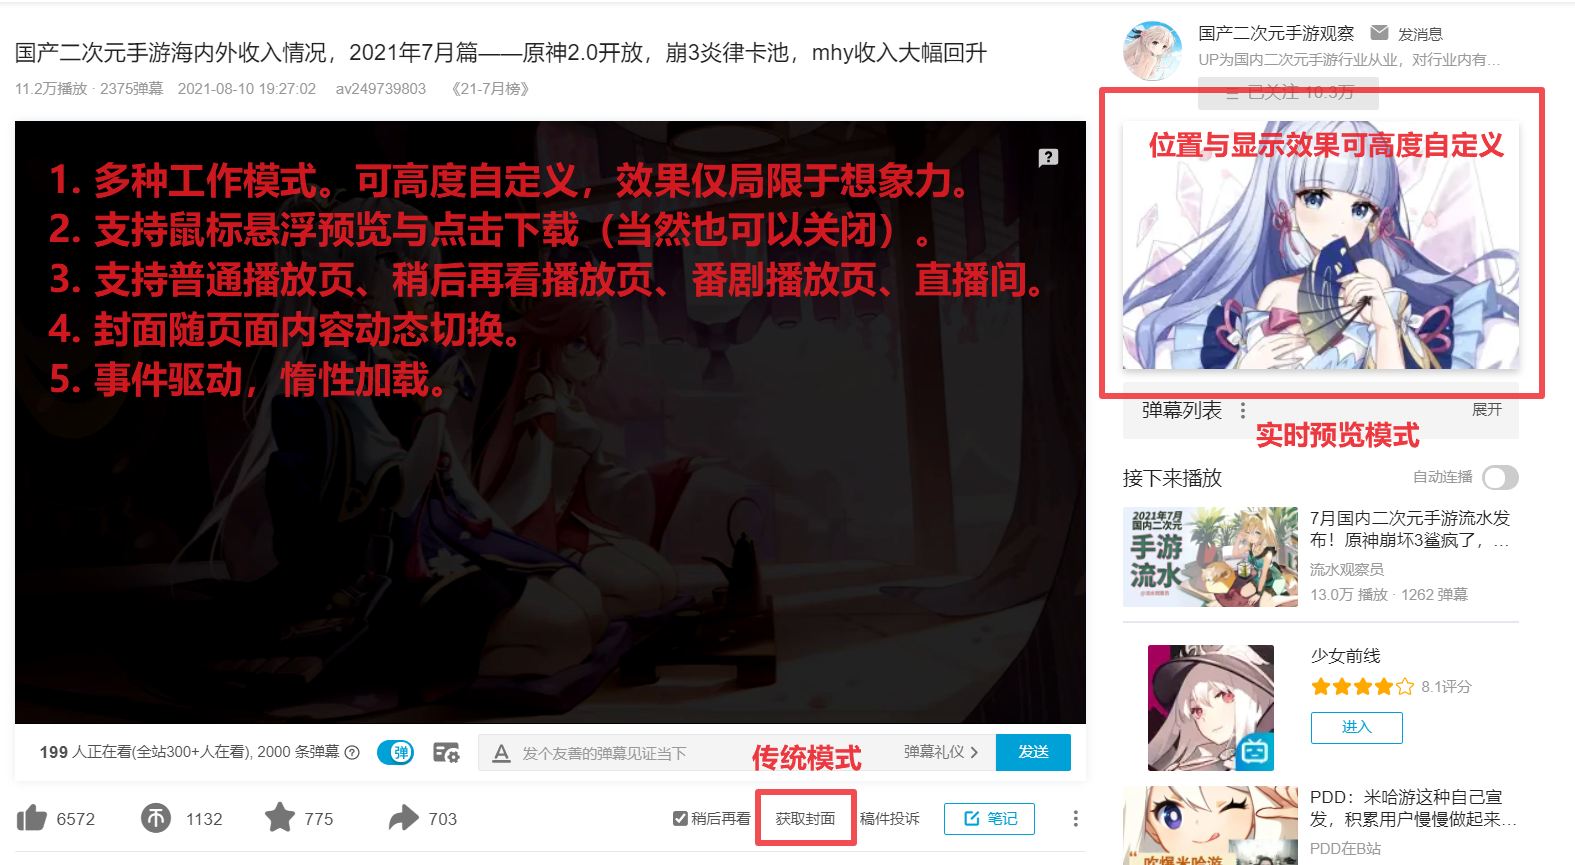 国产二次元手游海内外收入情况，2021年7月篇——原神2.0开放，崩3炎律卡池，mhy收入大幅回升
11.2万播放 · 2375弹幕 2021-08-10 19:27:02 av249739803 《21-7月榜》
国产二次元手游观察 发消息
UP为国内二次元手游行业从业，对行业内有...
已关注 10.3万
位置与显示效果可高度自定义
1. 多种工作模式。可高度自定义，效果仅局限于想象力。
2. 支持鼠标悬浮预览与点击下载（当然也可以关闭）。
3. 支持普通播放页、稍后再看播放页、番剧播放页、直播间。
4. 封面随页面内容动态切换。
5. 事件驱动，惰性加载。
弹幕列表 展开
实时预览模式
接下来播放 自动连播
2021年7月
国内二次元
手游
流水
7月国内二次元手游流水发
布！原神崩坏3鲨疯了，...
流水观察员
13.0万 播放 · 1262 弹幕
少女前线
8.1评分
进入
PDD：米哈游这种自己宣
发，积累用户慢慢做起来...
PDD在B站
吹爆米哈游
199 人正在看(全站300+人在看), 2000 条弹幕
弹
发个友善的弹幕见证当下 弹幕礼仪 发送
传统模式
6572 1132 775 703 稍后再看 获取封面 稿件投诉 笔记